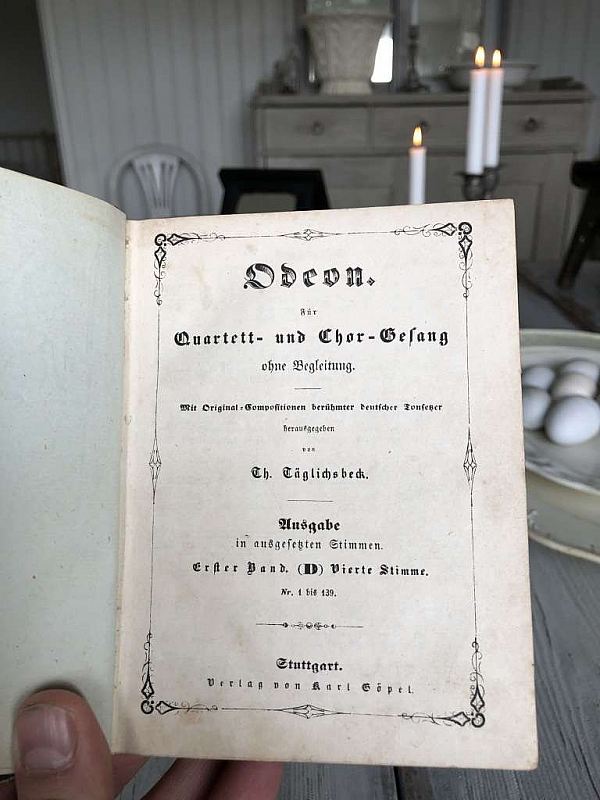 Odeon.
Für
Quartett- und Chor-Gesang
ohne Begleitung.
Mit Original-Compositionen berühmter deutscher Tonsetzer
herausgegeben
von
Th. Täglichsbeck.
Ausgabe
in ausgesetzten Stimmen.
Erster Band. (D) Vierte Stimme.
Nr. 1 bis 139.
Stuttgart.
Verlag von Karl Göpel.